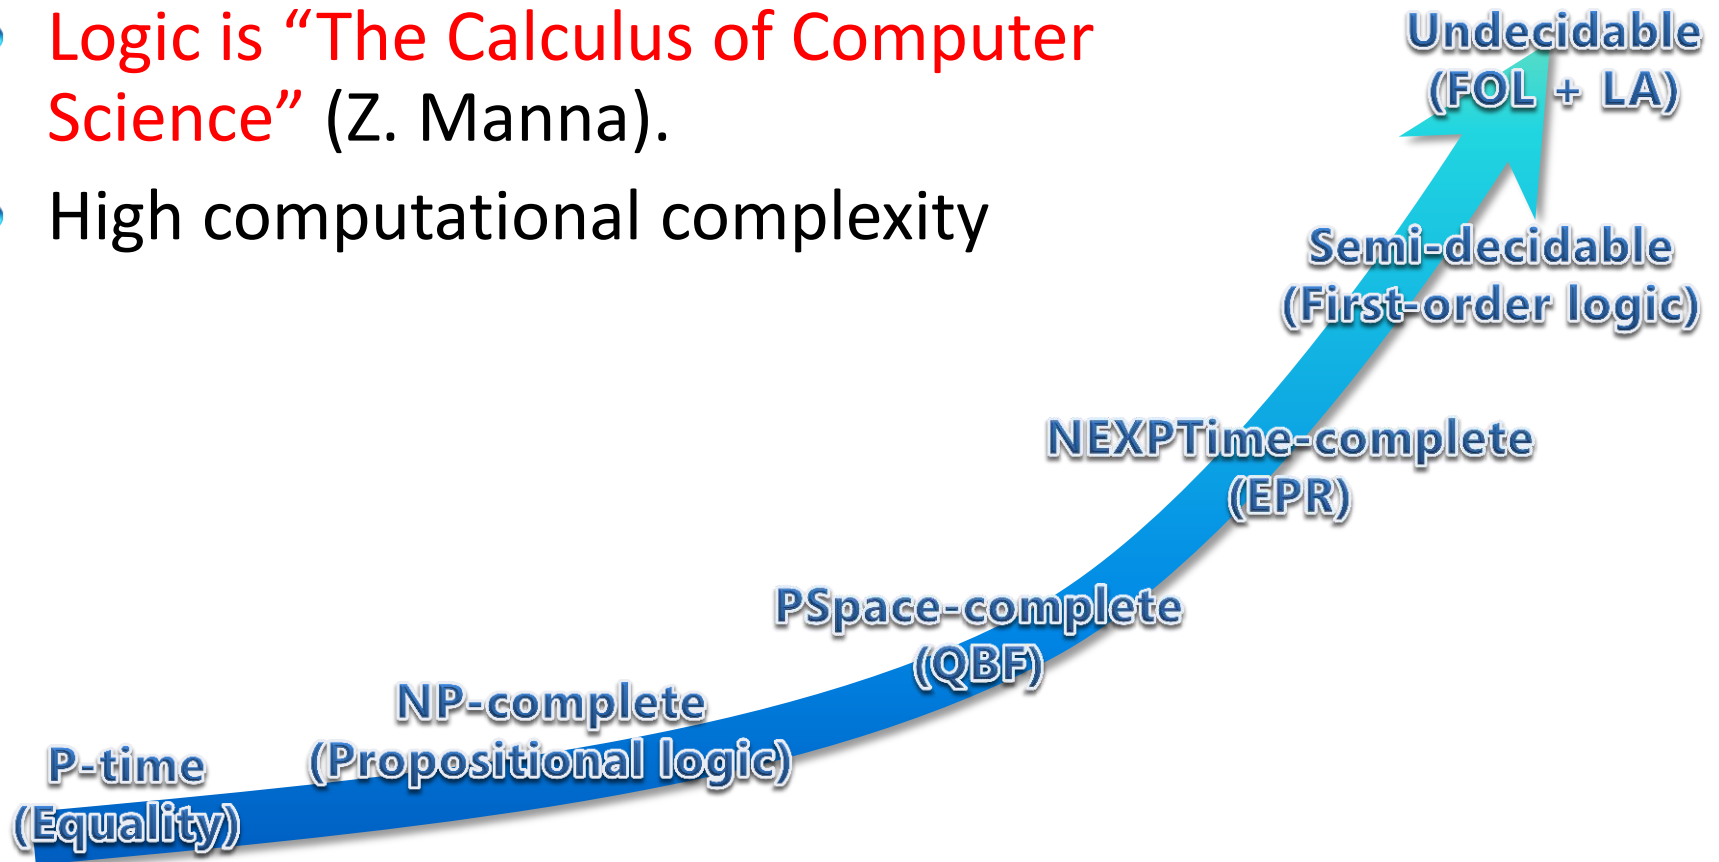 Logic is “The Calculus of Computer
Science” (Z. Manna).
High computational complexity
Undecidable
(FOL + LA)
Semi-decidable
(First-order logic)
NEXPTime-complete
(EPR)
PSpace-complete
(QBF)
NP-complete
(Propositional logic)
P-time
(Equality)